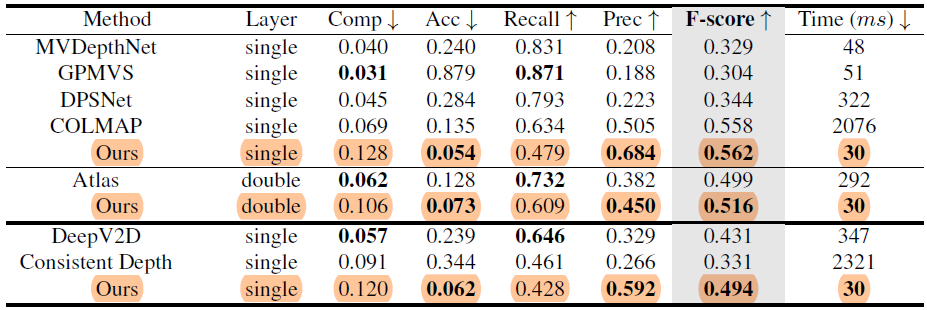 Method Layer Comp ↓ Acc ↓ Recall ↑ Prec ↑ F-score ↑ Time (ms) ↓
MVDepthNet single 0.040 0.240 0.831 0.208 0.329 48
GPMVS single 0.031 0.879 0.871 0.188 0.304 51
DPSNet single 0.045 0.284 0.793 0.223 0.344 322
COLMAP single 0.069 0.135 0.634 0.505 0.558 2076
Ours single 0.128 0.054 0.479 0.684 0.562 30
Atlas double 0.062 0.128 0.732 0.382 0.499 292
Ours double 0.106 0.073 0.609 0.450 0.516 30
DeepV2D single 0.057 0.239 0.646 0.329 0.431 347
Consistent Depth single 0.091 0.344 0.461 0.266 0.331 2321
Ours single 0.120 0.062 0.428 0.592 0.494 30